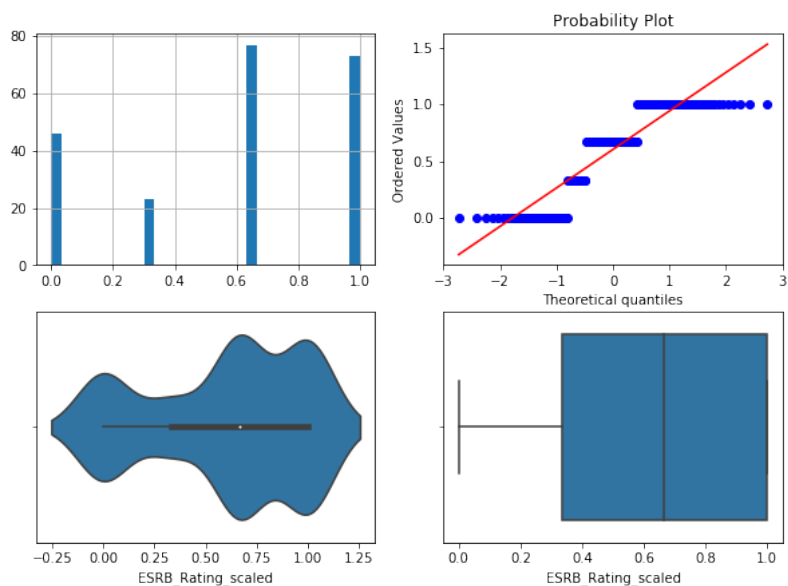 80
60
40
20
0
0.0 0.2 0.4 0.6 0.8 1.0
Probability Plot
Ordered Values
1.5
1.0
0.5
0.0
−3 −2 −1 0 1 2 3
Theoretical quantiles
−0.25 0.00 0.25 0.50 0.75 1.00 1.25
ESRB_Rating_scaled
0.0 0.2 0.4 0.6 0.8 1.0
ESRB_Rating_scaled